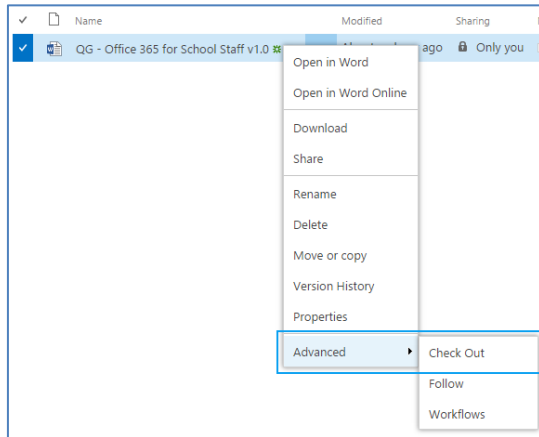 Name Modified Sharing
QG - Office 365 for School Staff v1.0 ago Only you
Open in Word
Open in Word Online
Download
Share
Rename
Delete
Move or copy
Version History
Properties
Advanced Check Out
Follow
Workflows